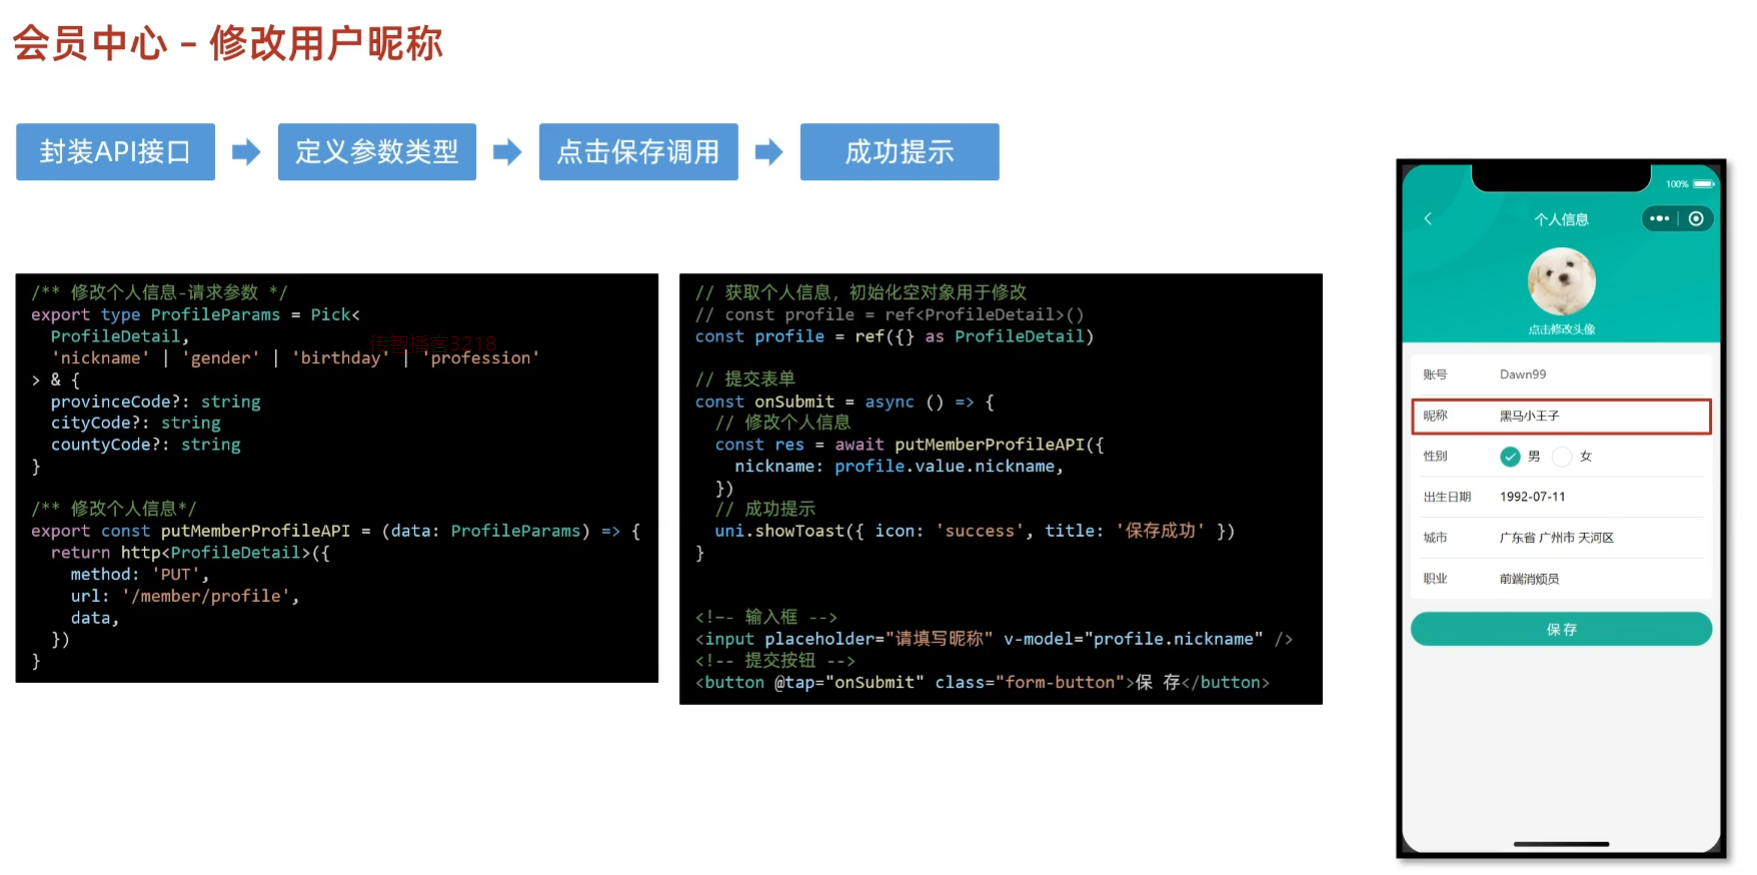 会员中心 – 修改用户昵称
封装API接口
定义参数类型
点击保存调用
成功提示
/** 修改个人信息-请求参数 */
export type ProfileParams = Pick<
  ProfileDetail,
传智播客3218
  'nickname' | 'gender' | 'birthday' | 'profession'
> & {
  provinceCode?: string
  cityCode?: string
  countyCode?: string
}
/** 修改个人信息*/
export const putMemberProfileAPI = (data: ProfileParams) => {
  return http<ProfileDetail>({
    method: 'PUT',
    url: '/member/profile',
    data,
  })
}
// 获取个人信息，初始化空对象用于修改
// const profile = ref<ProfileDetail>()
const profile = ref({} as ProfileDetail)
// 提交表单
const onSubmit = async () => {
  // 修改个人信息
  const res = await putMemberProfileAPI({
    nickname: profile.value.nickname,
  })
  // 成功提示
  uni.showToast({ icon: 'success', title: '保存成功' })
}
<!-- 输入框 -->
<input placeholder="请填写昵称" v-model="profile.nickname" />
<!-- 提交按钮 -->
<button @tap="onSubmit" class="form-button">保 存</button>
100%
个人信息
点击修改头像
账号 Dawn99
昵称 黑马小王子
性别 男 女
出生日期 1992-07-11
城市 广东省 广州市 天河区
职业 前端消烦员
保 存